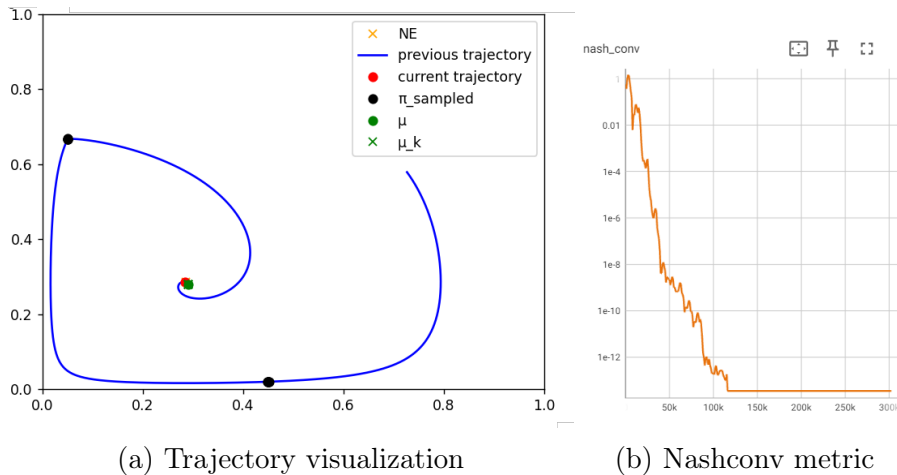 1.0
0.8
0.6
0.4
0.2
0.0
0.0 0.2 0.4 0.6 0.8 1.0
NE
previous trajectory
current trajectory
π_sampled
μ
μ_k
(a) Trajectory visualization
nash_conv
1
0.01
1e-4
1e-6
1e-8
1e-10
1e-12
50k 100k 150k 200k 250k 300k
(b) Nashconv metric